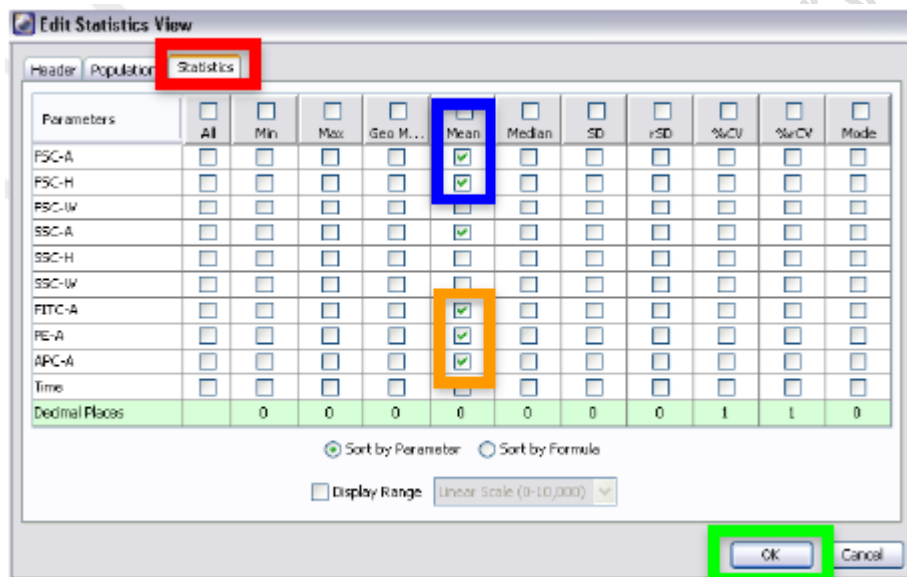 Edit Statistics View
Header Population Statistics
Parameters All Min Max Geo M... Mean Median SD rSD %CV %rCV Mode
FSC-A
FSC-H
FSC-W
SSC-A
SSC-H
SSC-W
FITC-A
PE-A
APC-A
Time
Decimal Places 0 0 0 0 0 0 0 1 1 0
Sort by Parameter Sort by Formula
Display Range Linear Scale (0-10,000)
OK Cancel